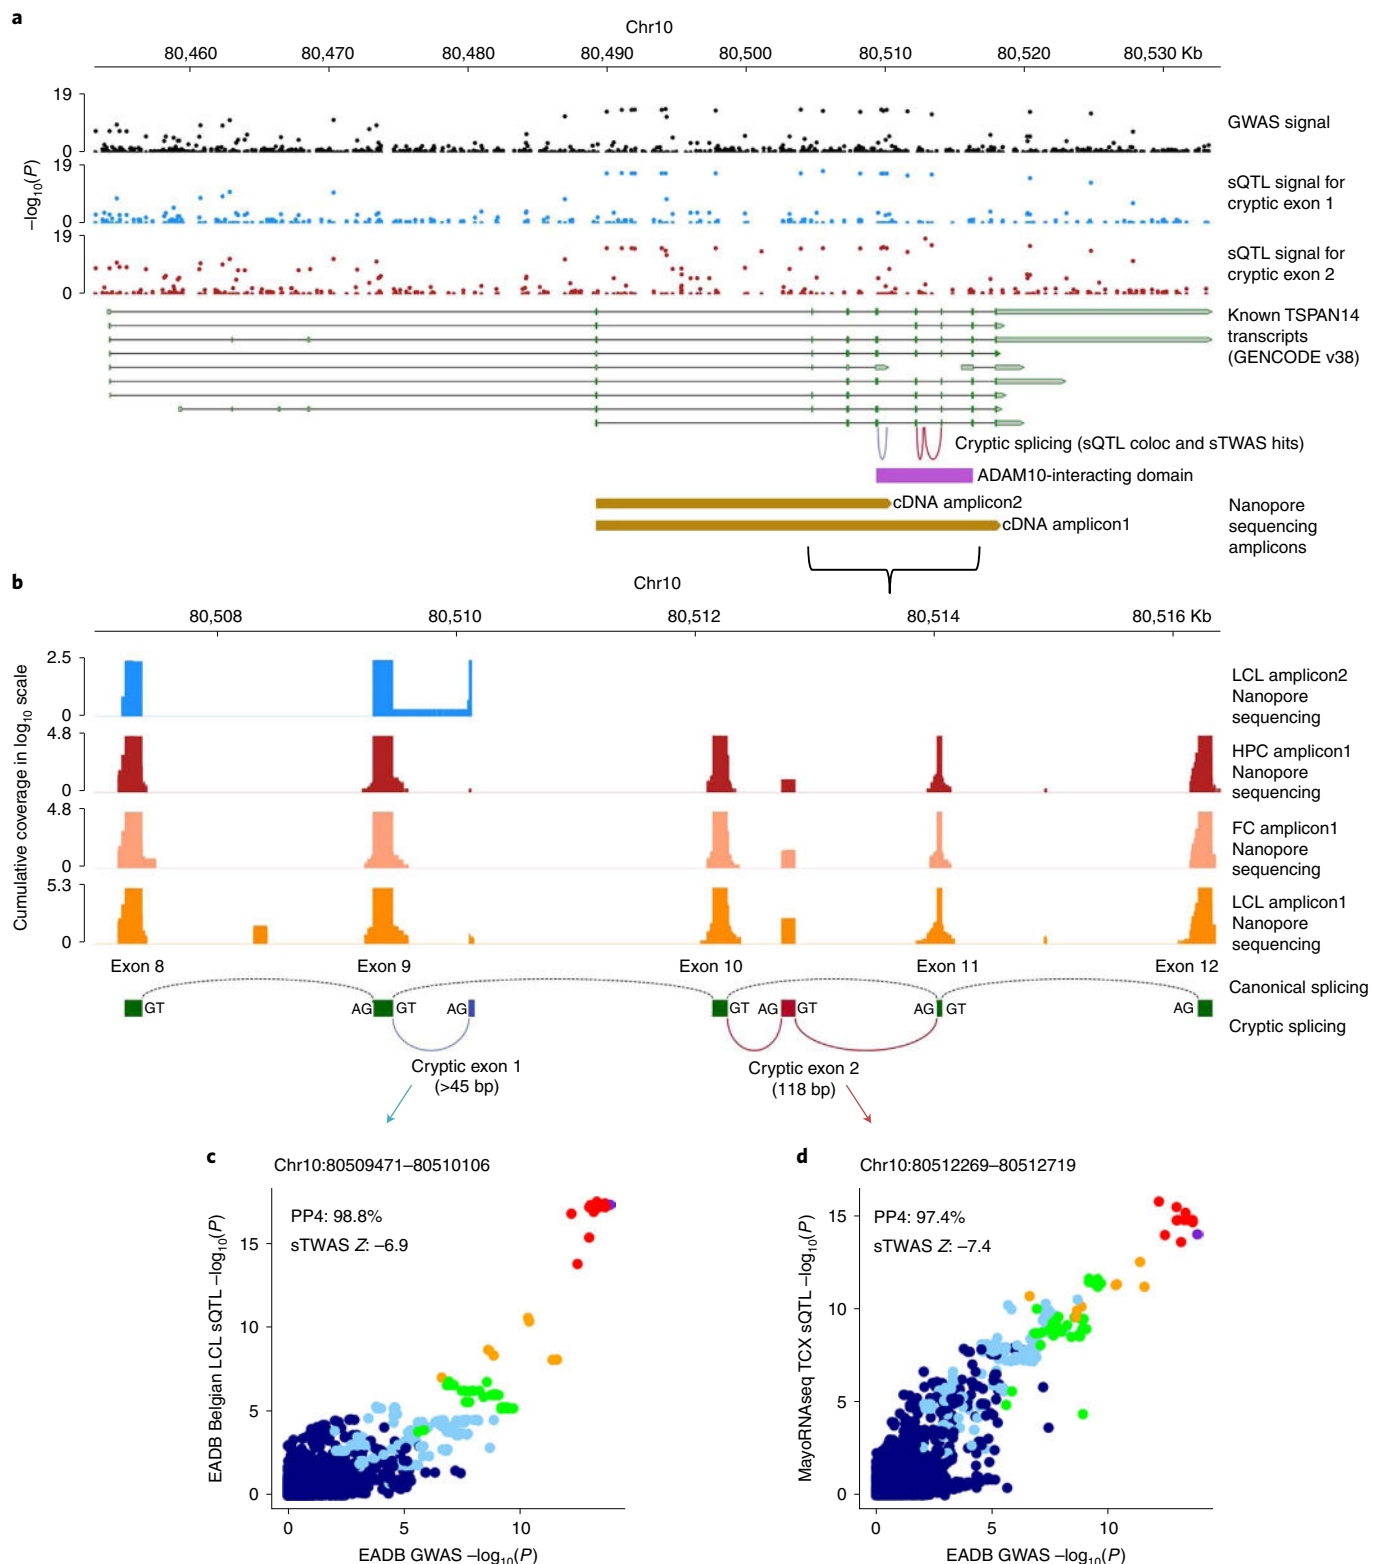 a
Chr10
80,460 80,470 80,480 80,490 80,500 80,510 80,520 80,530 Kb
–log10(P)
19
0
GWAS signal
19
0
sQTL signal for
cryptic exon 1
19
0
sQTL signal for
cryptic exon 2
Known TSPAN14
transcripts
(GENCODE v38)
Cryptic splicing (sQTL coloc and sTWAS hits)
ADAM10-interacting domain
cDNA amplicon2
cDNA amplicon1
Nanopore
sequencing
amplicons
b
Chr10
80,508 80,510 80,512 80,514 80,516 Kb
Cumulative coverage in log10 scale
2.5
0
LCL amplicon2
Nanopore
sequencing
4.8
0
HPC amplicon1
Nanopore
sequencing
4.8
0
FC amplicon1
Nanopore
sequencing
5.3
0
LCL amplicon1
Nanopore
sequencing
Exon 8 Exon 9 Exon 10 Exon 11 Exon 12
Canonical splicing
GT AG GT AG GT AG GT AG GT AG
Cryptic splicing
Cryptic exon 1
(>45 bp)
Cryptic exon 2
(118 bp)
c
Chr10:80509471–80510106
PP4: 98.8%
sTWAS Z: –6.9
EADB Belgian LCL sQTL –log10(P)
15
10
5
0
0 5 10
EADB GWAS –log10(P)
d
Chr10:80512269–80512719
PP4: 97.4%
sTWAS Z: –7.4
MayoRNAseq TCX sQTL –log10(P)
15
10
5
0
0 5 10
EADB GWAS –log10(P)